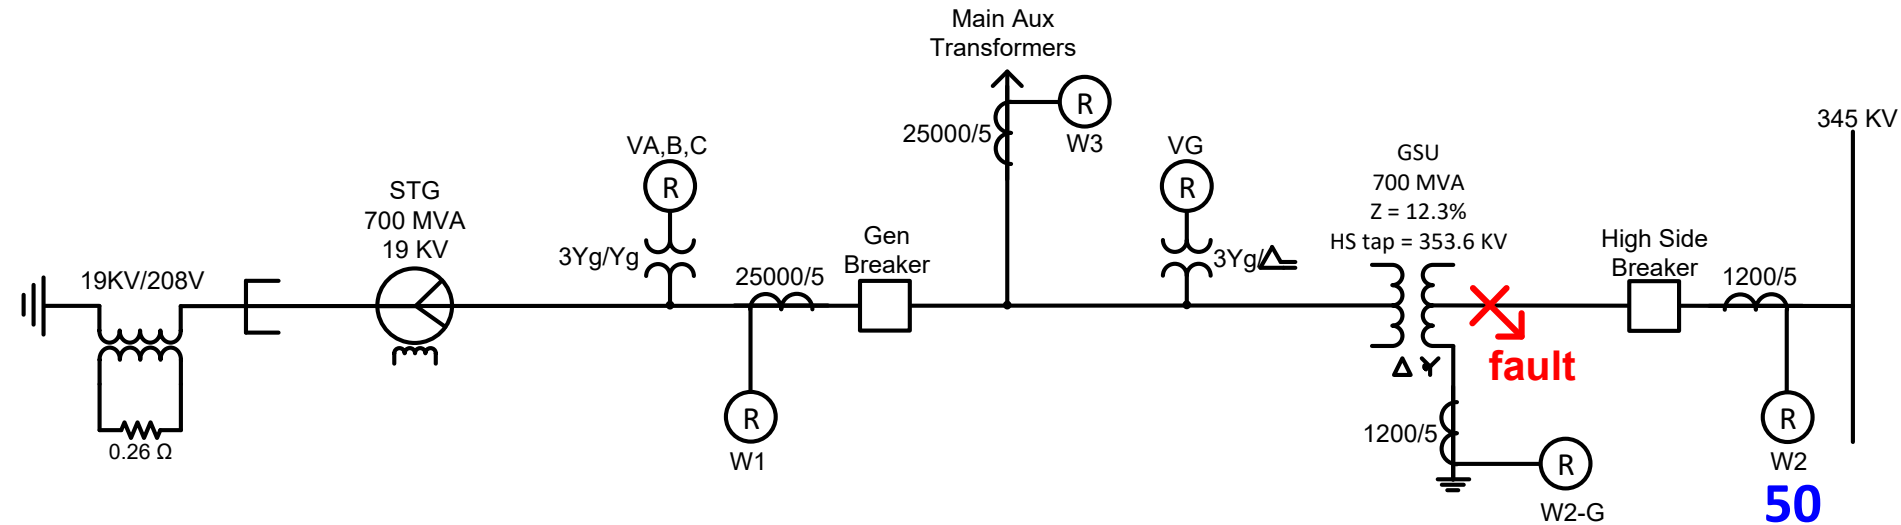 Main Aux
Transformers
R
W3
25000/5
345 KV
VA,B,C
R
VG
R
GSU
700 MVA
Z = 12.3%
HS tap = 353.6 KV
STG
700 MVA
19 KV
3Yg/Yg
Gen
Breaker
3Yg/
High Side
Breaker
19KV/208V
25000/5
1200/5
fault
0.26 Ω
R
W1
1200/5
R
W2-G
R
W2
50